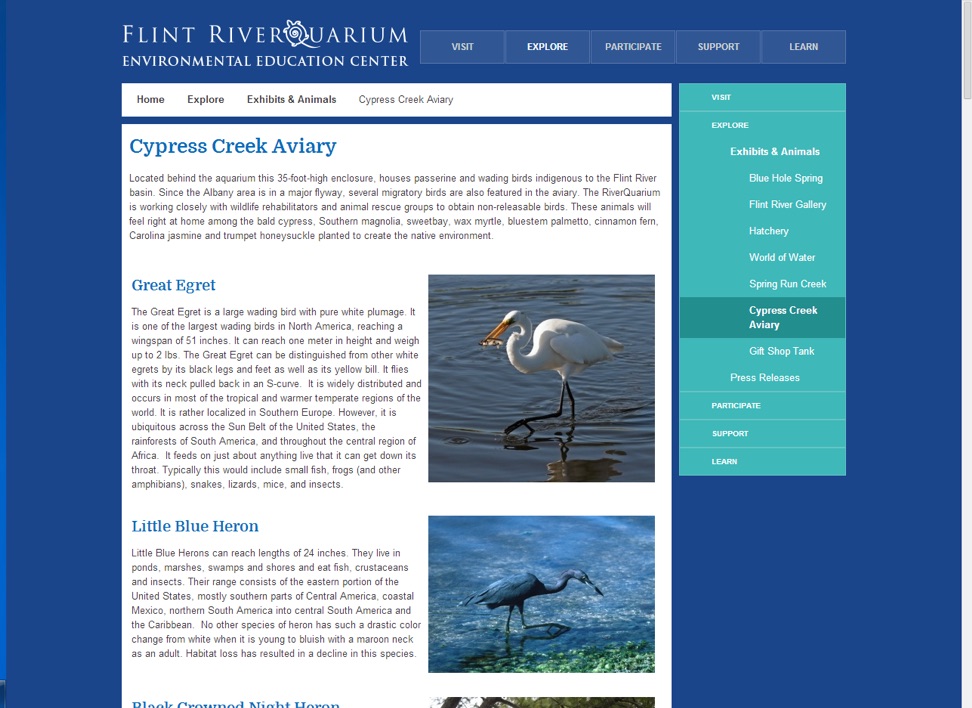 FLINT RIVERQUARIUM
ENVIRONMENTAL EDUCATION CENTER
VISIT
EXPLORE
PARTICIPATE
SUPPORT
LEARN
Home
Explore
Exhibits & Animals
Cypress Creek Aviary
Cypress Creek Aviary
Located behind the aquarium this 35-foot-high enclosure, houses passerine and wading birds indigenous to the Flint River
basin. Since the Albany area is in a major flyway, several migratory birds are also featured in the aviary. The RiverQuarium
is working closely with wildlife rehabilitators and animal rescue groups to obtain non-releasable birds. These animals will
feel right at home among the bald cypress, Southern magnolia, sweetbay, wax myrtle, bluestem palmetto, cinnamon fern,
Carolina jasmine and trumpet honeysuckle planted to create the native environment.
Great Egret
The Great Egret is a large wading bird with pure white plumage. It
is one of the largest wading birds in North America, reaching a
wingspan of 51 inches. It can reach one meter in height and weigh
up to 2 lbs. The Great Egret can be distinguished from other white
egrets by its black legs and feet as well as its yellow bill. It flies
with its neck pulled back in an S-curve. It is widely distributed and
occurs in most of the tropical and warmer temperate regions of the
world. It is rather localized in Southern Europe. However, it is
ubiquitous across the Sun Belt of the United States, the
rainforests of South America, and throughout the central region of
Africa. It feeds on just about anything live that it can get down its
throat. Typically this would include small fish, frogs (and other
amphibians), snakes, lizards, mice, and insects.
Little Blue Heron
Little Blue Herons can reach lengths of 24 inches. They live in
ponds, marshes, swamps and shores and eat fish, crustaceans
and insects. Their range consists of the eastern portion of the
United States, mostly southern parts of Central America, coastal
Mexico, northern South America into central South America and
the Caribbean. No other species of heron has such a drastic color
change from white when it is young to bluish with a maroon neck
as an adult. Habitat loss has resulted in a decline in this species.
Black Crowned Night Heron
VISIT
EXPLORE
Exhibits & Animals
Blue Hole Spring
Flint River Gallery
Hatchery
World of Water
Spring Run Creek
Cypress Creek
Aviary
Gift Shop Tank
Press Releases
PARTICIPATE
SUPPORT
LEARN